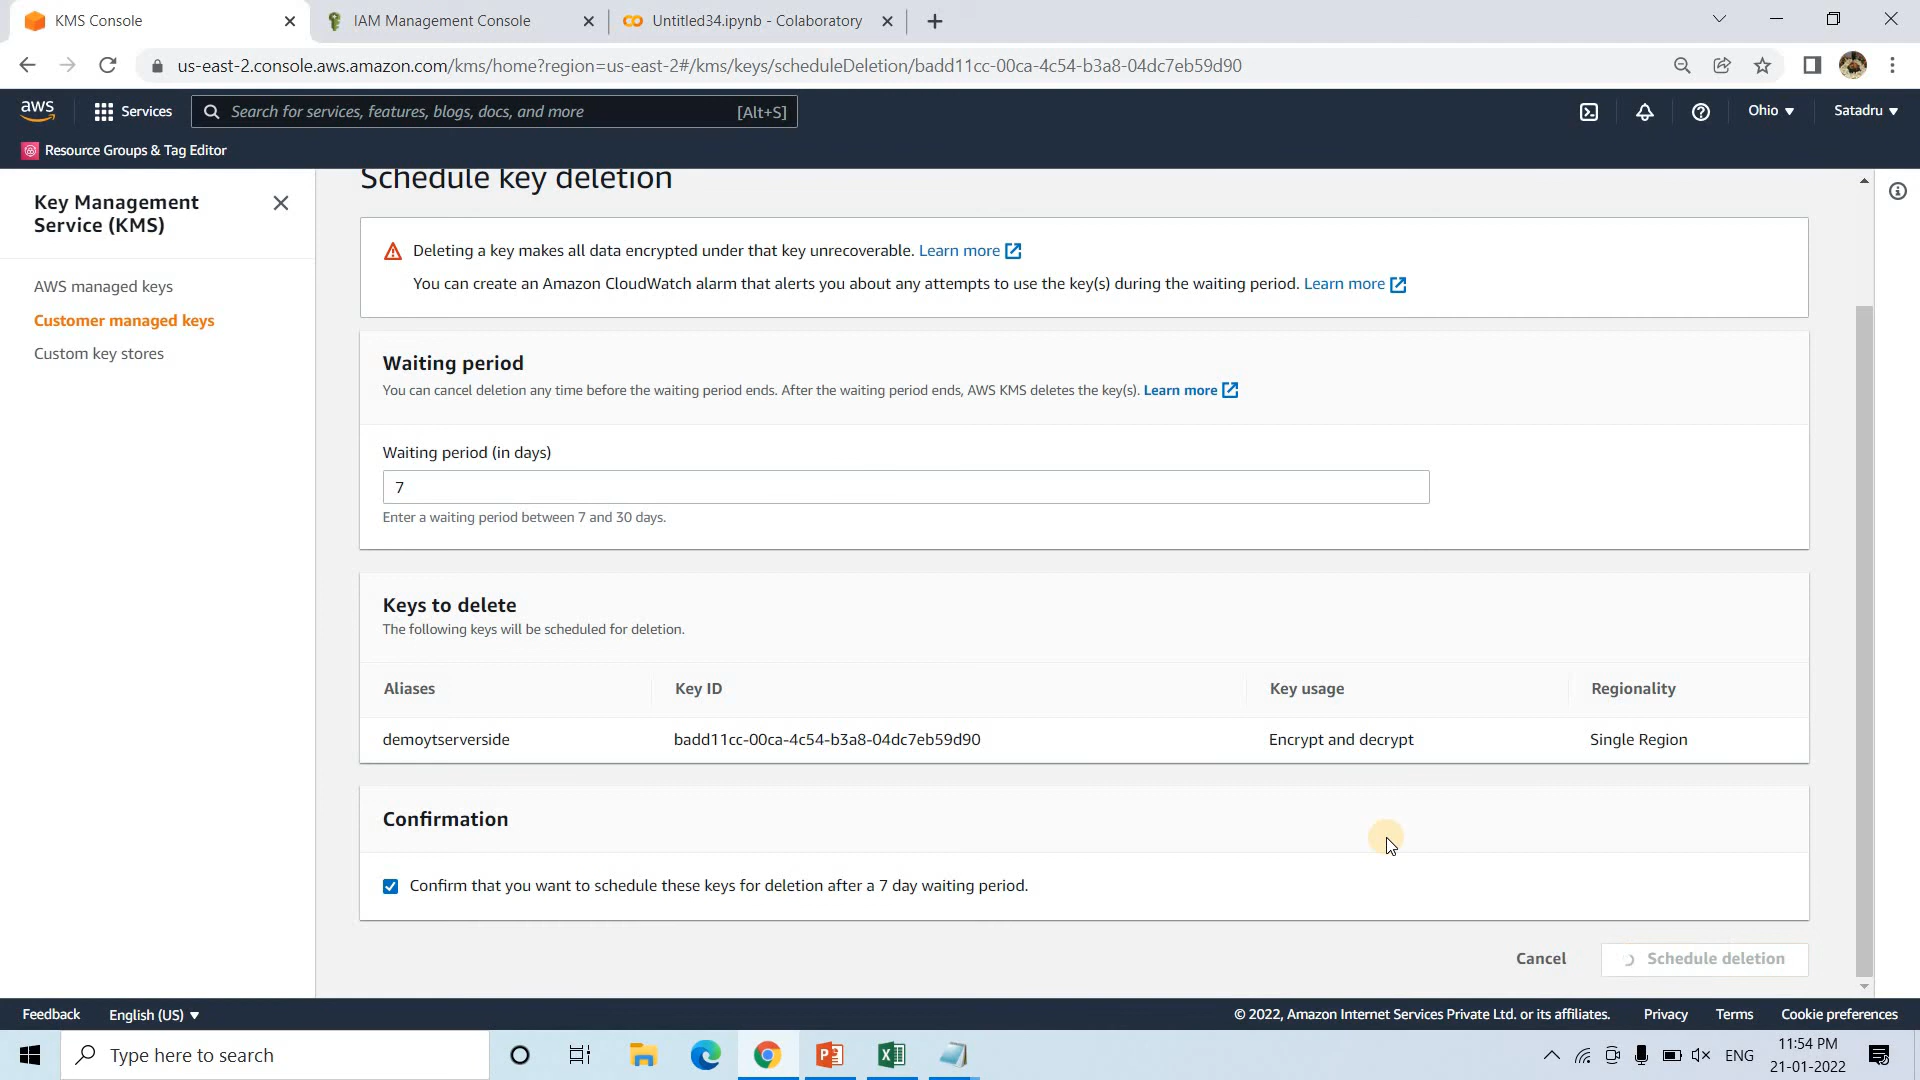 KMS Console
IAM Management Console
Untitled34.ipynb - Colaboratory
us-east-2.console.aws.amazon.com/kms/home?region=us-east-2#/kms/keys/scheduleDeletion/badd11cc-00ca-4c54-b3a8-04dc7eb59d90
aws
Services
Search for services, features, blogs, docs, and more
[Alt+S]
Ohio
Satadru
Resource Groups & Tag Editor
Key Management
Service (KMS)
AWS managed keys
Customer managed keys
Custom key stores
Schedule key deletion
Deleting a key makes all data encrypted under that key unrecoverable. Learn more
You can create an Amazon CloudWatch alarm that alerts you about any attempts to use the key(s) during the waiting period. Learn more
Waiting period
You can cancel deletion any time before the waiting period ends. After the waiting period ends, AWS KMS deletes the key(s). Learn more
Waiting period (in days)
7
Enter a waiting period between 7 and 30 days.
Keys to delete
The following keys will be scheduled for deletion.
Aliases Key ID Key usage Regionality
demoytserverside badd11cc-00ca-4c54-b3a8-04dc7eb59d90 Encrypt and decrypt Single Region
Confirmation
Confirm that you want to schedule these keys for deletion after a 7 day waiting period.
Cancel Schedule deletion
Feedback English (US) © 2022, Amazon Internet Services Private Ltd. or its affiliates. Privacy Terms Cookie preferences
Type here to search
ENG
11:54 PM
21-01-2022